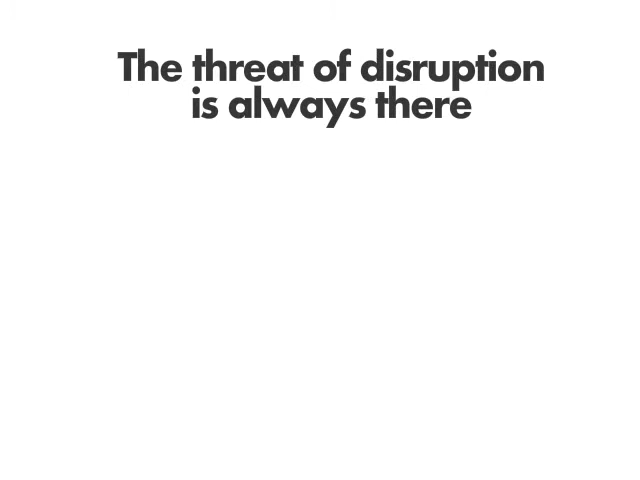 The threat of disruption
is always there